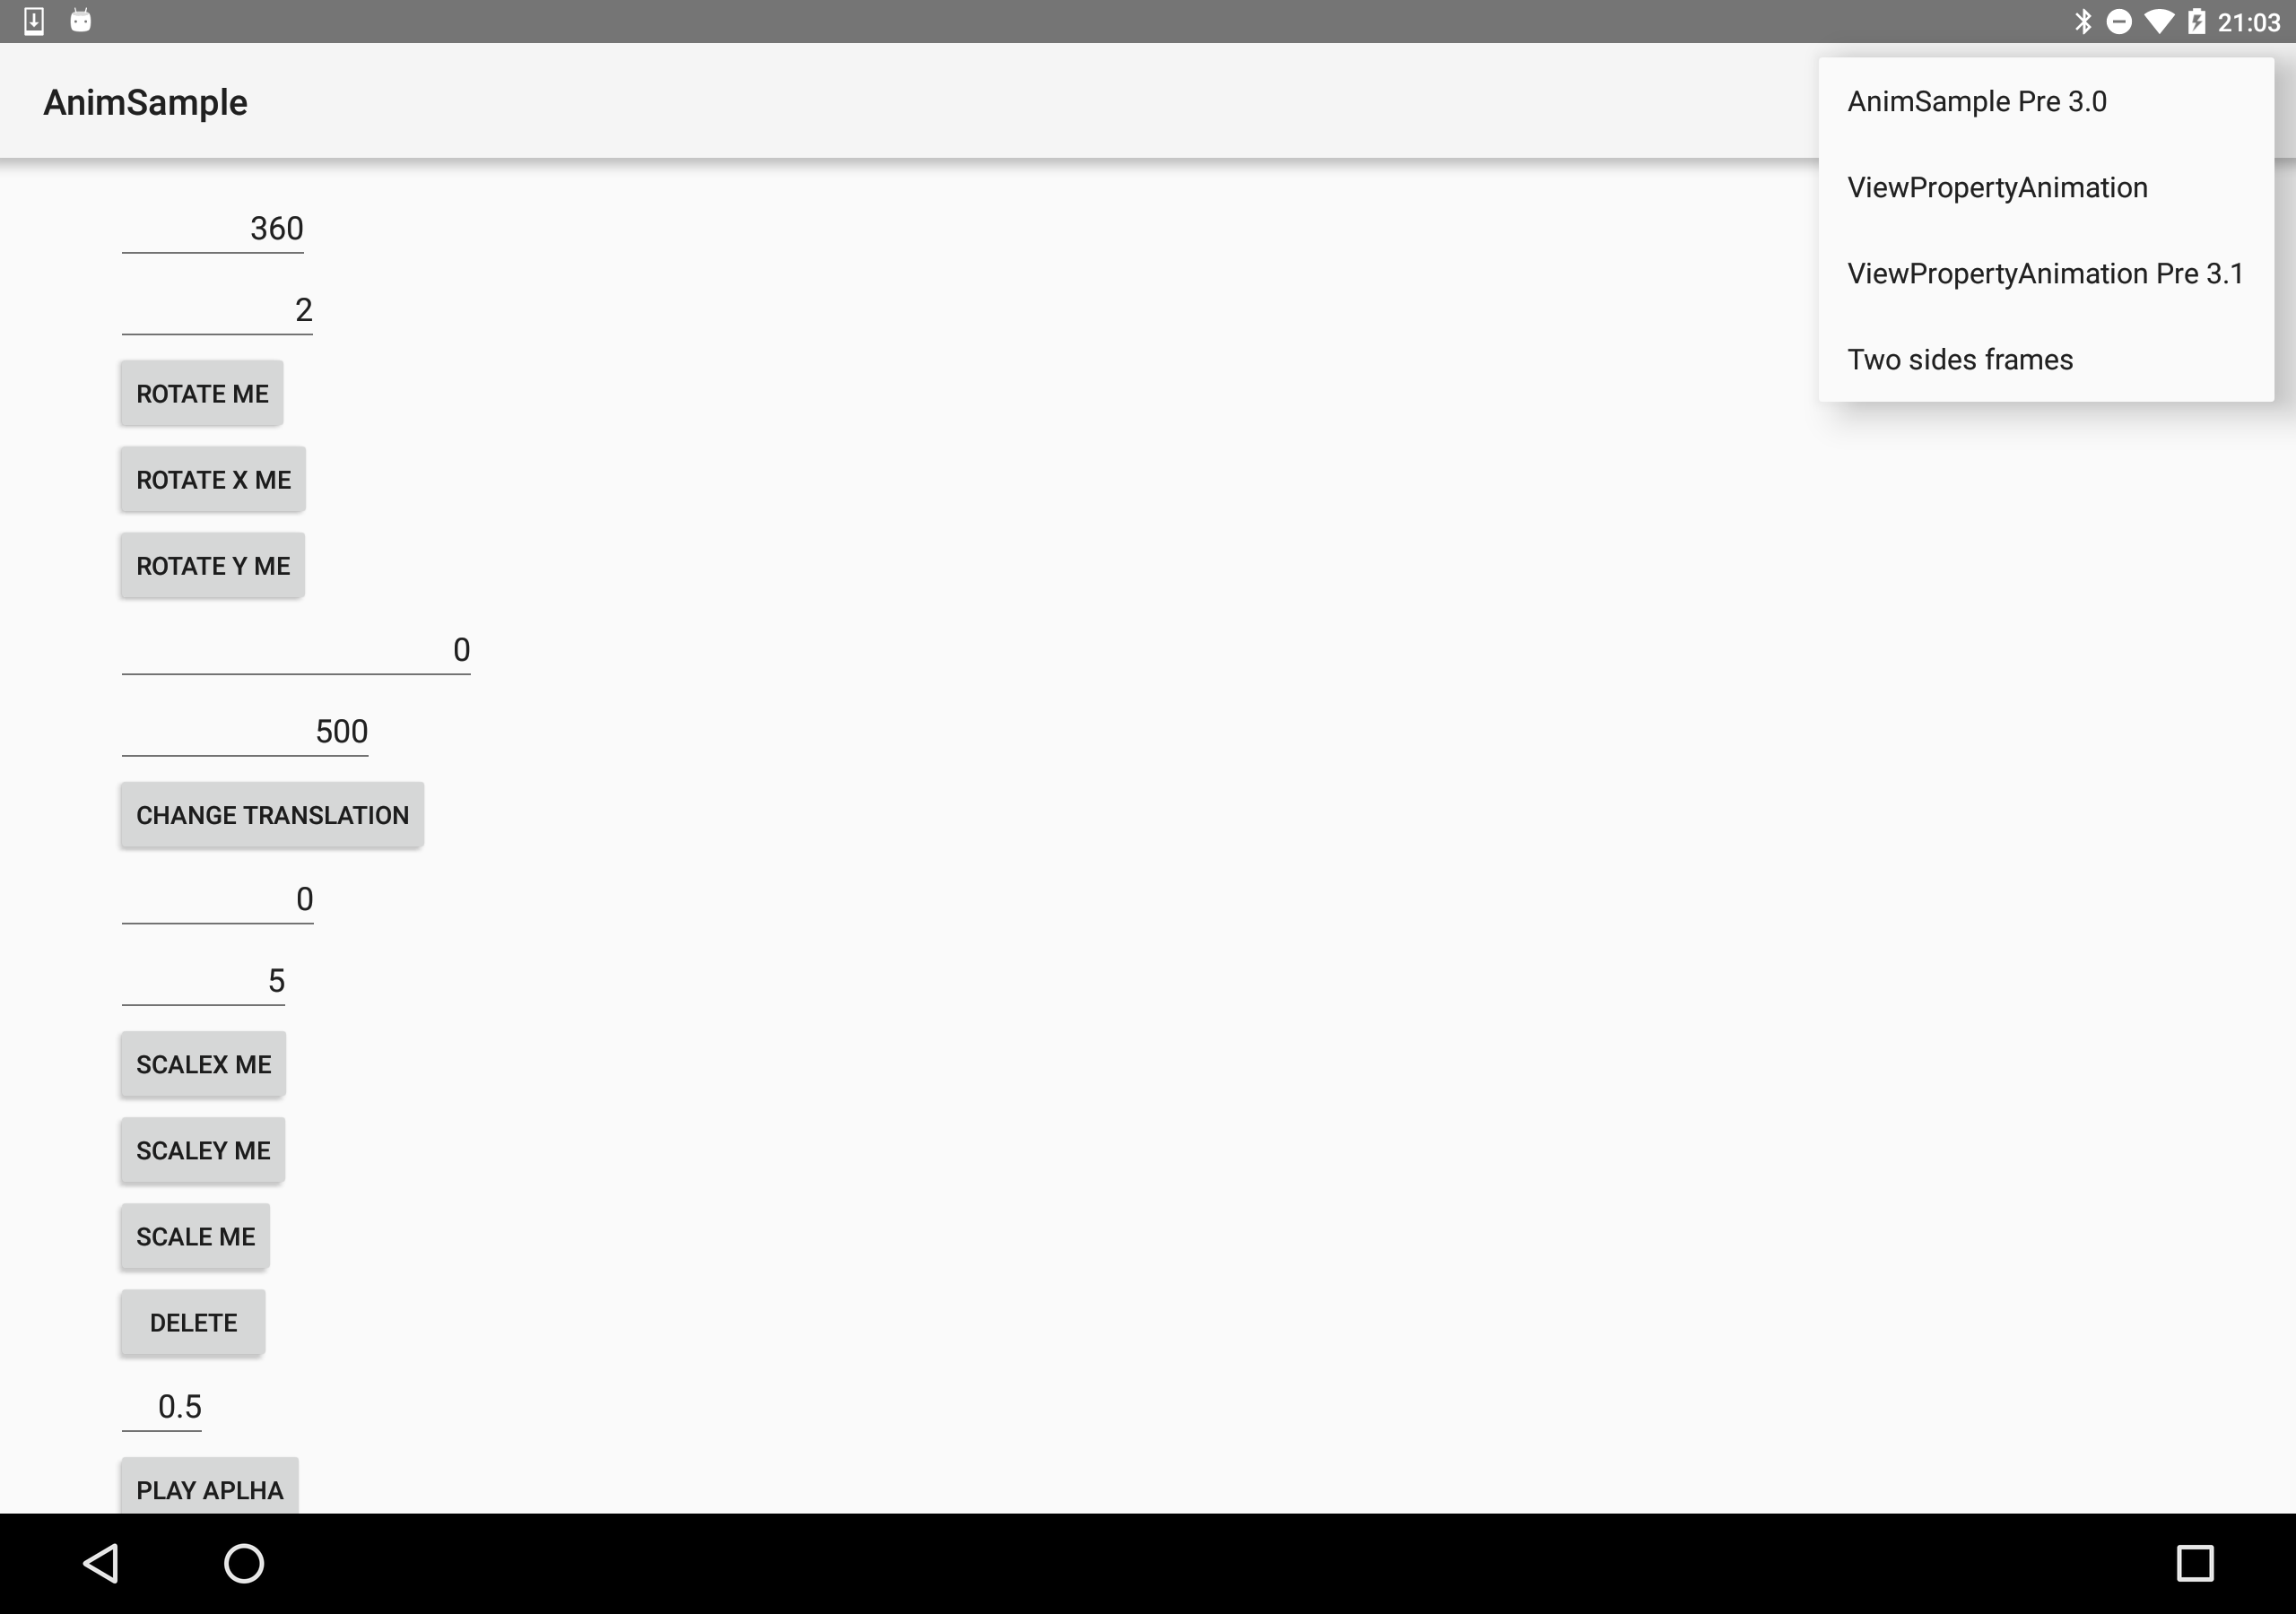 21:03
AnimSample
AnimSample Pre 3.0
ViewPropertyAnimation
ViewPropertyAnimation Pre 3.1
Two sides frames
360
2
ROTATE ME
ROTATE X ME
ROTATE Y ME
0
500
CHANGE TRANSLATION
0
5
SCALEX ME
SCALEY ME
SCALE ME
DELETE
0.5
PLAY APLHA